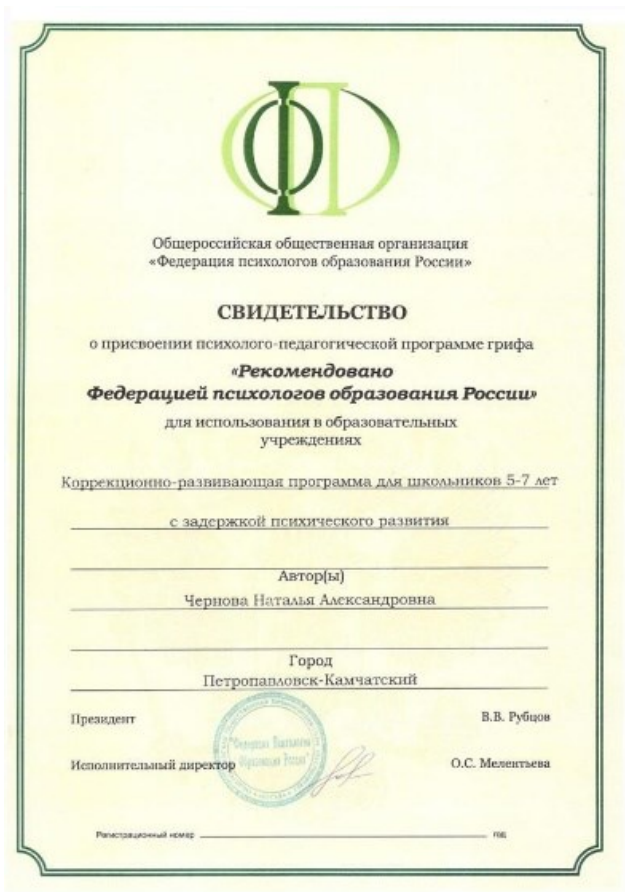 Общероссийская общественная организация
«Федерация психологов образования России»
СВИДЕТЕЛЬСТВО
о присвоении психолого-педагогической программе грифа
«Рекомендовано
Федерацией психологов образования России»
для использования в образовательных
учреждениях
Коррекционно-развивающая программа для школьников 5-7 лет
с задержкой психического развития
Автор(ы)
Чернова Наталья Александровна
Город
Петропавловск-Камчатский
Президент В.В. Рубцов
"Федерация
России"
Исполнительный директор О.С. Мелентьева
Регистрационный номер год